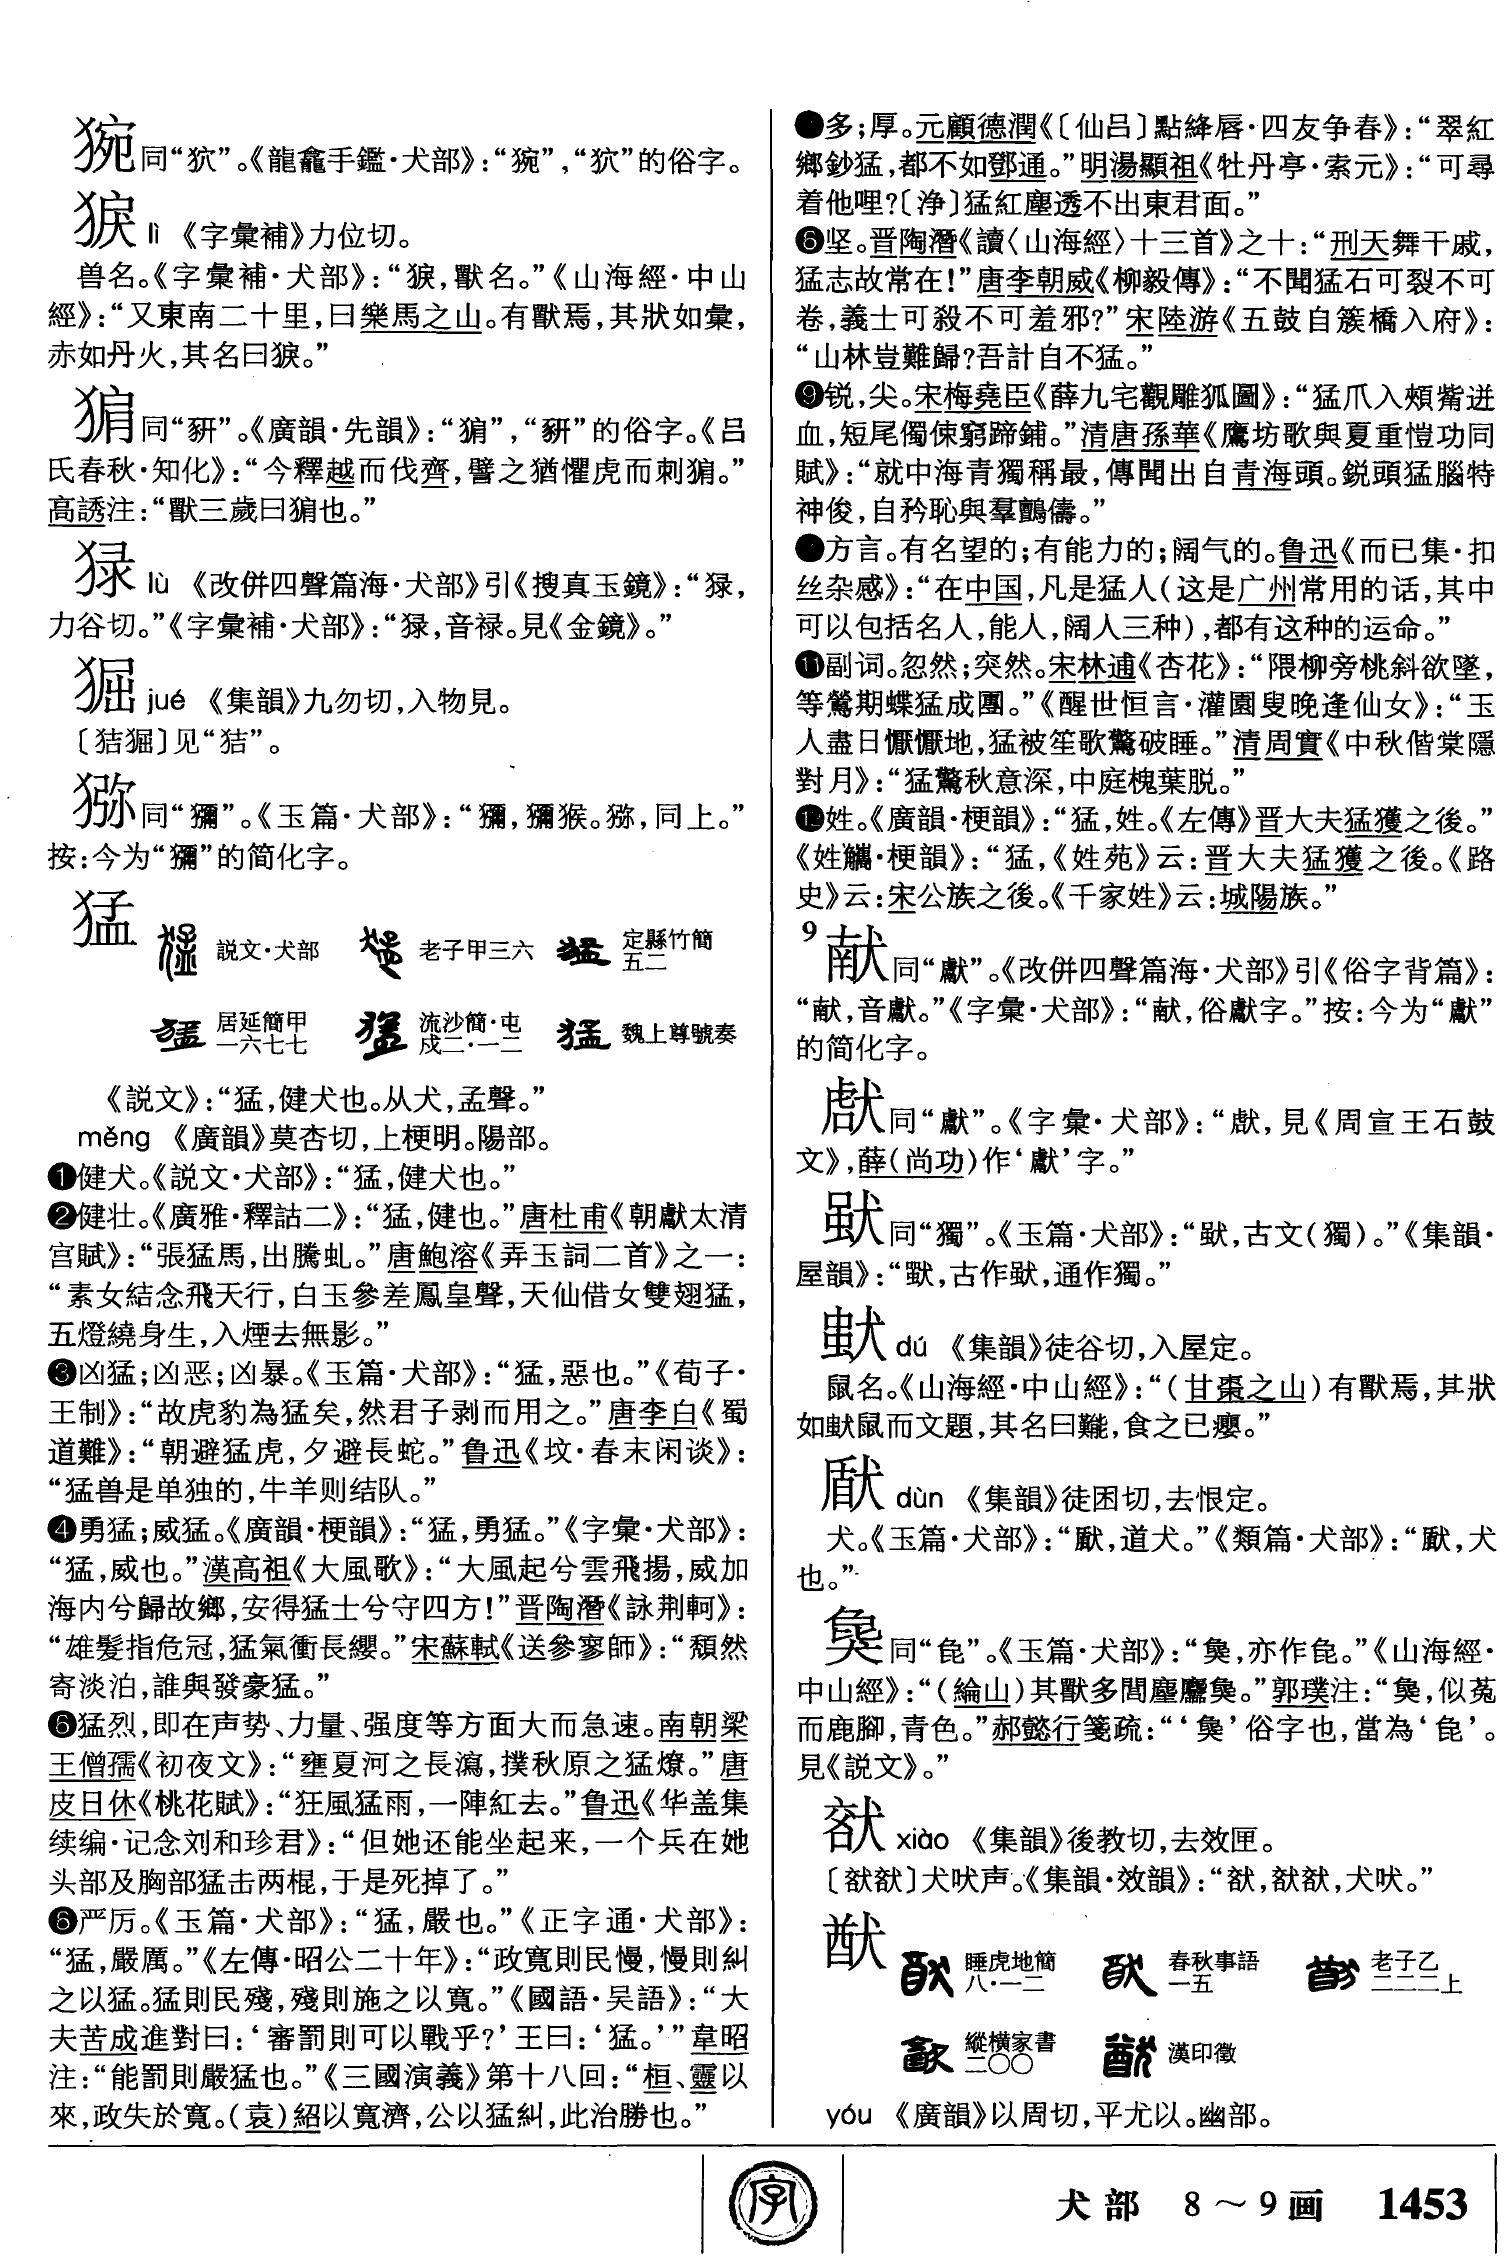 猕同“狖”。《龍龕手鑑·犬部》:“”,“狖”的俗字。
猤 lì 《字彙補》力位切。
兽名。《字彙補·犬部》:“㺑,獸名。”《山海經·中山
經》:“又東南二十里,曰樂馬之山。有獸焉,其狀如彙,
赤如丹火,其名曰㺑。”
猏同“豜”。《廣韻·先韻》:“猏”,“豜”的俗字。《吕
氏春秋·知化》:“今釋越而伐齊,譬之猶懼虎而刺猏。”
高誘注:“獸三歲曰猏也。”
 lù 《改併四聲篇海·犬部》引《搜真玉鏡》:“,
力谷切。”《字彙補·犬部》:“,音禄。見《金鏡》。”
㹷 jué 《集韻》九勿切,入物見。
〔狤〕见“狤”。
猕同“獼”。《玉篇·犬部》:“獼,獼猴。猕,同上。”
按:今为“獼”的简化字。
猛
説文·犬部 老子甲三六 定縣竹簡五二
居延簡甲一六七七 流沙簡·屯戍二·一二 魏上尊號奏
《説文》:“猛,健犬也。从犬,孟聲。”
měng 《廣韻》莫杏切,上梗明。陽部。
❶健犬。《説文·犬部》:“猛,健犬也。”
❷健壮。《廣雅·釋詁二》:“猛,健也。”唐杜甫《朝獻太清
宫賦》:“張猛馬,出騰虬。”唐鮑溶《弄玉詞二首》之一:
“素女結念飛天行,白玉參差鳳皇聲,天仙借女雙翅猛,
五燈繞身生,入煙去無影。”
❸凶猛;凶恶;凶暴。《玉篇·犬部》:“猛,惡也。”《荀子·
王制》:“故虎豹為猛矣,然君子剥而用之。”唐李白《蜀
道難》:“朝避猛虎,夕避長蛇。”鲁迅《坟·春末闲谈》:
“猛兽是单独的,牛羊则结队。”
❹勇猛;威猛。《廣韻·梗韻》:“猛,勇猛。”《字彙·犬部》:
“猛,威也。”漢高祖《大風歌》:“大風起兮雲飛揚,威加
海内兮歸故鄉,安得猛士兮守四方!”晋陶潛《詠荆軻》:
“雄髮指危冠,猛氣衝長纓。”宋蘇軾《送參寥師》:“頽然
寄淡泊,誰與發豪猛。”
❺猛烈,即在声势、力量、强度等方面大而急速。南朝梁
王僧孺《初夜文》:“壅夏河之長瀉,撲秋原之猛燎。”唐
皮日休《桃花賦》:“狂風猛雨,一陣紅去。”鲁迅《华盖集
续编·记念刘和珍君》:“但她还能坐起来,一个兵在她
头部及胸部猛击两棍,于是死掉了。”
❻严厉。《玉篇·犬部》:“猛,嚴也。”《正字通·犬部》:
“猛,嚴厲。”《左傳·昭公二十年》:“政寬則民慢,慢則糾
之以猛。猛則民殘,殘則施之以寬。”《國語·吴語》:“大
夫苦成進對曰:‘審罰則可以戰乎?’王曰:‘猛。’”韋昭
注:“能罰則嚴猛也。”《三國演義》第十八回:“桓、靈以
來,政失於寬。(袁)紹以寬濟,公以猛糾,此治勝也。”
多;厚。元顧德潤《〔仙吕〕點絳唇·四友争春》:“翠紅
鄉鈔猛,都不如鄧通。”明湯顯祖《牡丹亭·索元》:“可尋
着他哩?〔浄〕猛紅塵透不出東君面。”
❽坚。晋陶潛《讀〈山海經〉十三首》之十:“刑天舞干戚,
猛志故常在!”唐李朝威《柳毅傳》:“不聞猛石可裂不可
卷,義士可殺不可羞邪?”宋陸游《五鼓自簇橋入府》:
“山林豈難歸?吾計自不猛。”
❾锐,尖。宋梅堯臣《薛九宅觀雕狐圖》:“猛爪入頰觜迸
血,短尾獨悚窮蹄鋪。”清唐孫華《鷹坊歌與夏重愷功同
賦》:“就中海青獨稱最,傳聞出自青海頭。鋭頭猛腦特
神俊,自矜恥與羣鸇儔。”
方言。有名望的;有能力的;阔气的。鲁迅《而已集·扣
丝杂感》:“在中国,凡是猛人(这是广州常用的话,其中
可以包括名人,能人,阔人三种),都有这种的运命。”
⓫副词。忽然;突然。宋林逋《杏花》:“隈柳旁桃斜欲墜,
等鶯期蝶猛成團。”《醒世恒言·灌園叟晚逢仙女》:“玉
人盡日懨懨地,猛被笙歌驚破睡。”清周實《中秋偕棠隱
對月》:“猛驚秋意深,中庭槐葉脱。”
⓬姓。《廣韻·梗韻》:“猛,姓。《左傳》晋大夫猛獲之後。”
《姓觿·梗韻》:“猛,《姓苑》云:晋大夫猛獲之後。《路
史》云:宋公族之後。《千家姓》云:城陽族。”
9
献同“獻”。《改併四聲篇海·犬部》引《俗字背篇》:
“献,音獻。”《字彙·犬部》:“献,俗獻字。”按:今为“獻”
的简化字。
同“獻”。《字彙·犬部》:“,見《周宣王石鼓
文》,薛(尚功)作‘獻’字。”
同“獨”。《玉篇·犬部》:“,古文(獨)。”《集韻·
屋韻》:“,古作,通作獨。”
㺄 dú 《集韻》徒谷切,入屋定。
鼠名。《山海經·中山經》:“(甘棗之山)有獸焉,其狀
如㺄鼠而文題,其名曰㔮,食之已癭。”
 dùn 《集韻》徒困切,去恨定。
犬。《玉篇·犬部》:“,道犬。”《類篇·犬部》:“,犬
也。”
㚟同“㲋”。《玉篇·犬部》:“㚟,亦作㲋。”《山海經·
中山經》:“(綸山)其獸多閭麈麢㚟。”郭璞注:“㚟,似菟
而鹿腳,青色。”郝懿行箋疏:“‘㚟’俗字也,當為‘㲋’。
見《説文》。”
 xiào 《集韻》後教切,去效匣。
〔〕犬吠声。《集韻·效韻》:“,,犬吠。”
猷
睡虎地簡八·一二 春秋事語一五 老子乙二二二上
縱横家書二〇〇 漢印徵
yóu 《廣韻》以周切,平尤以。幽部。
字
犬部 8～9画 1453